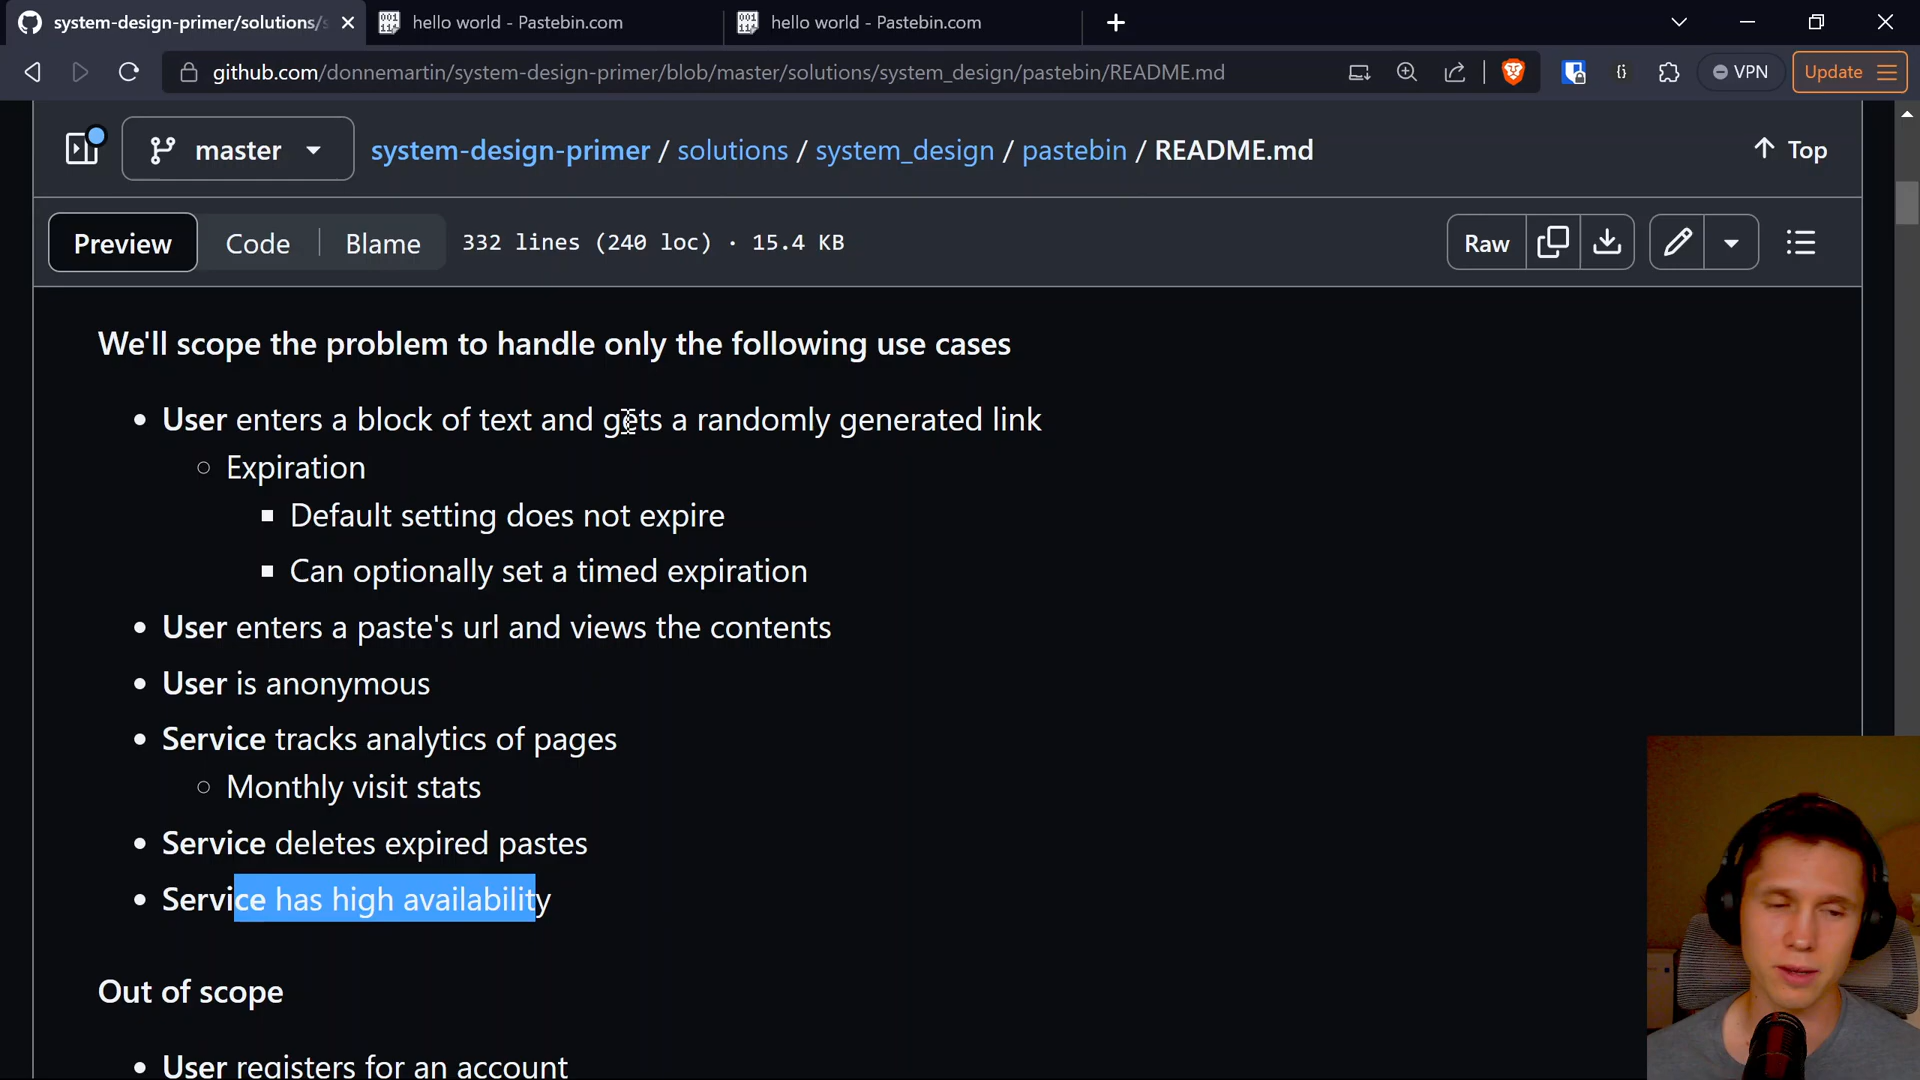 system-design-primer/solutions/s
hello world - Pastebin.com
hello world - Pastebin.com
github.com/donnemartin/system-design-primer/blob/master/solutions/system_design/pastebin/README.md
VPN
Update
master
system-design-primer / solutions / system_design / pastebin / README.md
Top
Preview
Code
Blame
332 lines (240 loc) · 15.4 KB
Raw
We'll scope the problem to handle only the following use cases
• User enters a block of text and gets a randomly generated link
○ Expiration
▪ Default setting does not expire
▪ Can optionally set a timed expiration
• User enters a paste's url and views the contents
• User is anonymous
• Service tracks analytics of pages
○ Monthly visit stats
• Service deletes expired pastes
• Service has high availability
Out of scope
• User registers for an account